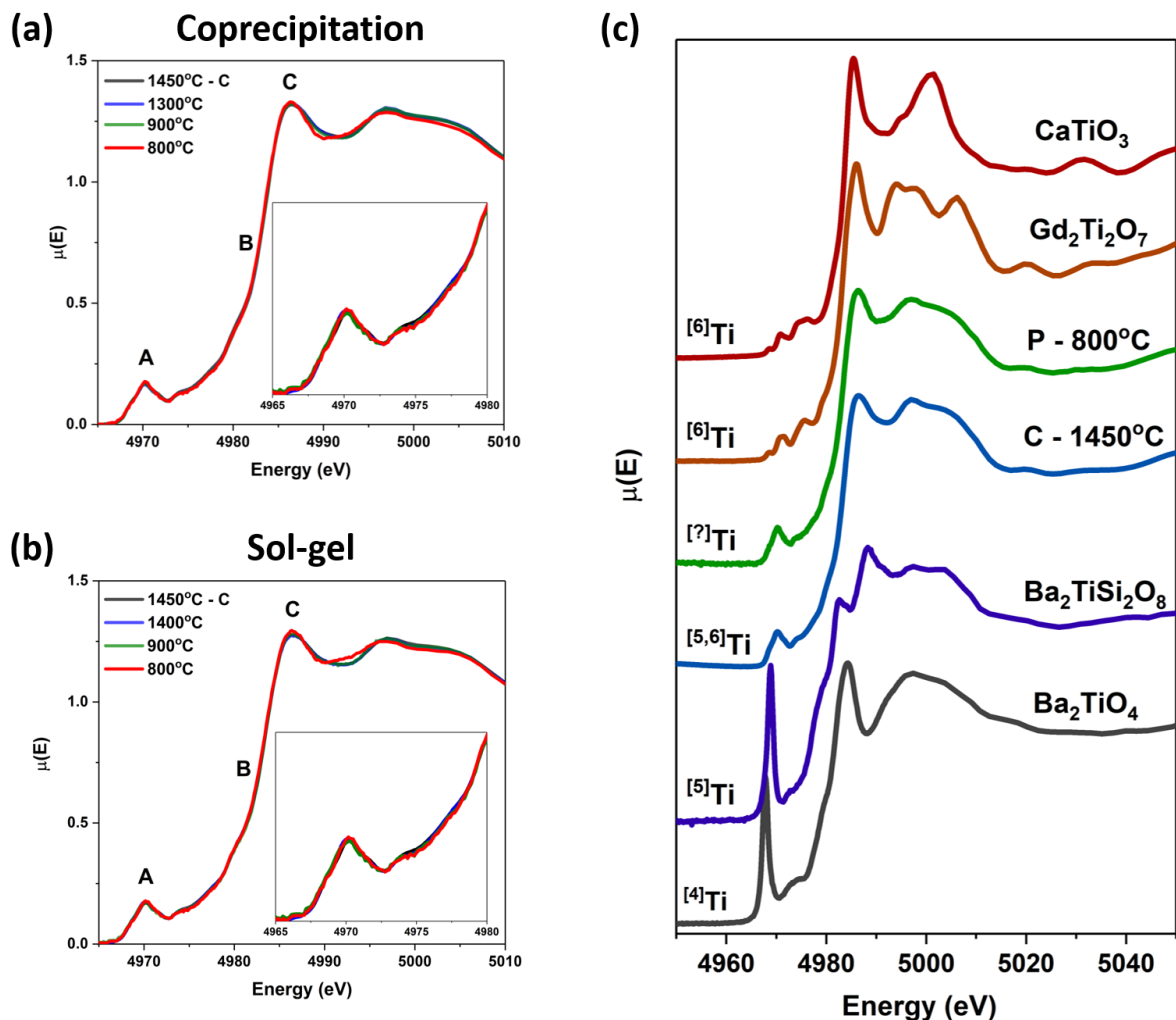 (a)
Coprecipitation
1.5
1.0
0.5
0.0
μ(E)
1450°C - C
1300°C
900°C
800°C
A
B
C
4965 4970 4975 4980
4970 4980 4990 5000 5010
Energy (eV)
(b)
Sol-gel
1.5
1.0
0.5
0.0
μ(E)
1450°C - C
1400°C
900°C
800°C
A
B
C
4965 4970 4975 4980
4970 4980 4990 5000 5010
Energy (eV)
(c)
μ(E)
CaTiO₃
Gd₂Ti₂O₇
[6]Ti
P - 800°C
[6]Ti
C - 1450°C
[?]Ti
Ba₂TiSi₂O₈
[5,6]Ti
Ba₂TiO₄
[5]Ti
[4]Ti
4960 4980 5000 5020 5040
Energy (eV)